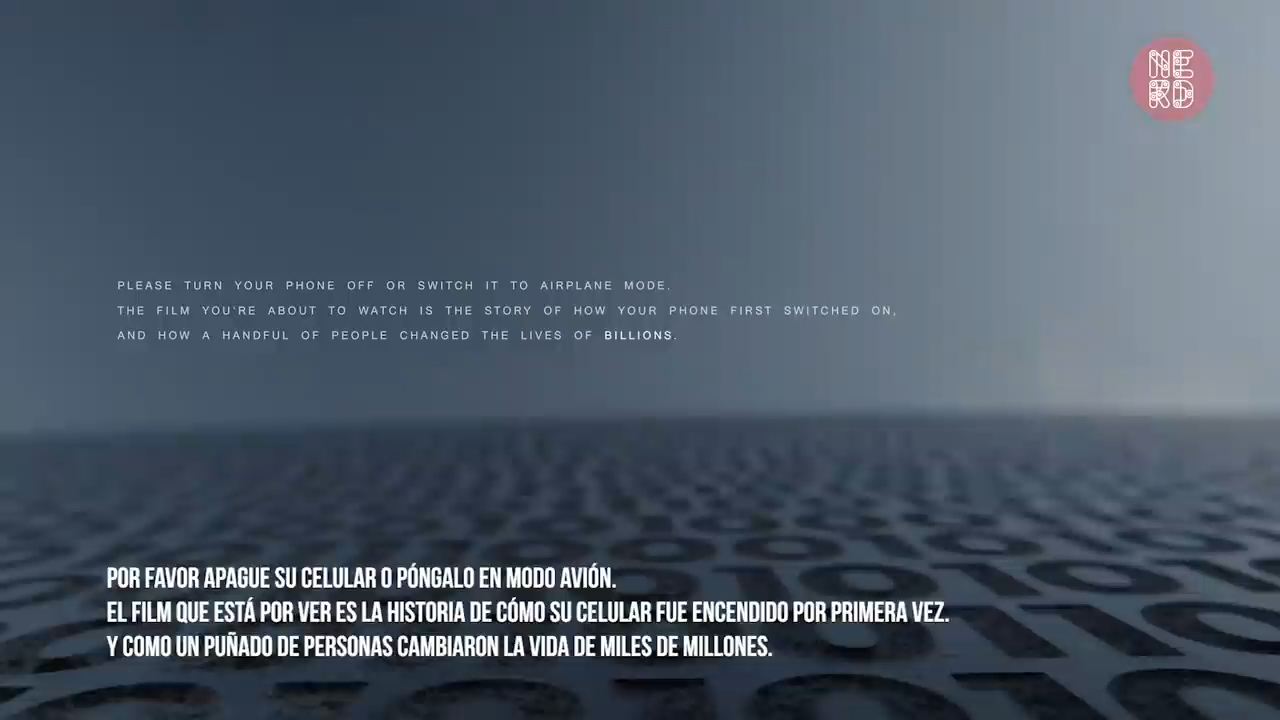 NE
RD
PLEASE TURN YOUR PHONE OFF OR SWITCH IT TO AIRPLANE MODE.
THE FILM YOU'RE ABOUT TO WATCH IS THE STORY OF HOW YOUR PHONE FIRST SWITCHED ON,
AND HOW A HANDFUL OF PEOPLE CHANGED THE LIVES OF BILLIONS.
POR FAVOR APAGUE SU CELULAR O PÓNGALO EN MODO AVIÓN.
EL FILM QUE ESTÁ POR VER ES LA HISTORIA DE CÓMO SU CELULAR FUE ENCENDIDO POR PRIMERA VEZ.
Y COMO UN PUÑADO DE PERSONAS CAMBIARON LA VIDA DE MILES DE MILLONES.